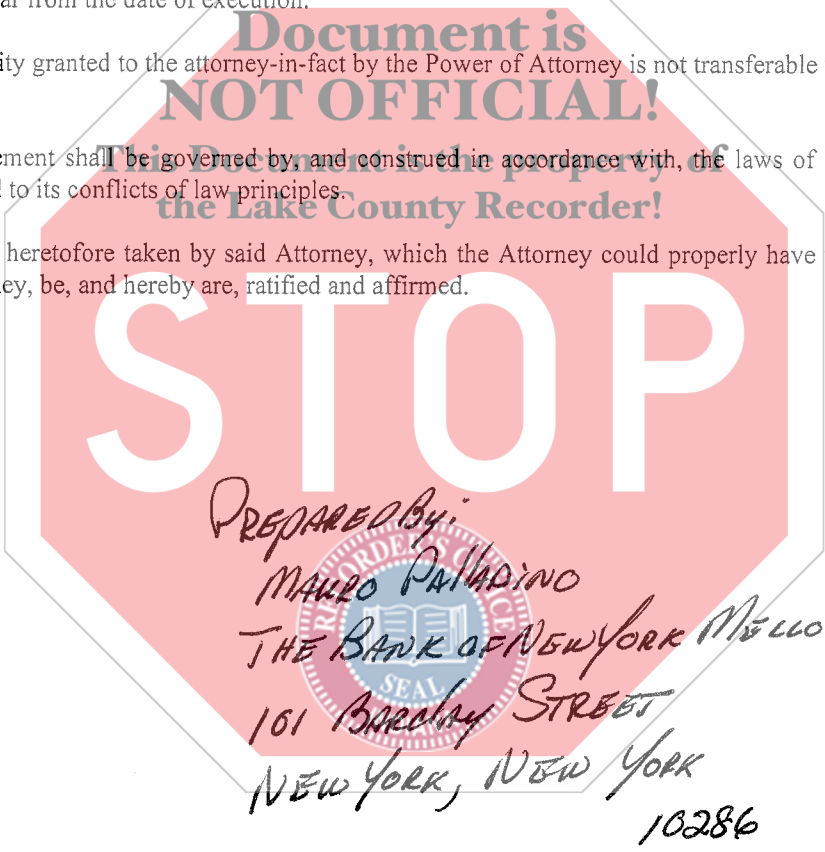 ar from the date of execution.
Document is
ity granted to the attorney-in-fact by the Power of Attorney is not transferable
NOT OFFICIAL!
ement shall be governed by, and construed in accordance with, the laws of
This Document is the property of
to its conflicts of law principles.
the Lake County Recorder!
heretofore taken by said Attorney, which the Attorney could properly have
ey, be, and hereby are, ratified and affirmed.
STOP
PREPARED By:
MAURO PALLADINO
THE BANK OF NEW YORK MELLO
101 BARCLAY STREET
NEW YORK, NEW YORK
10286
RECORDER'S OFFICE
SEAL